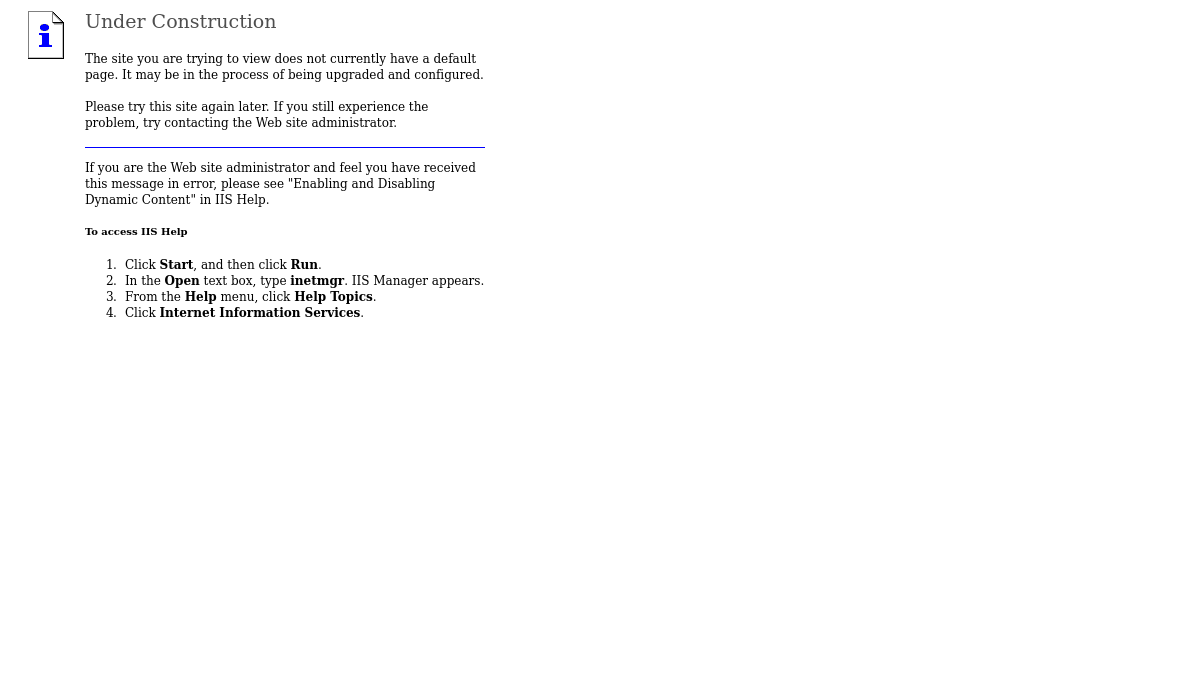 Under Construction
The site you are trying to view does not currently have a default
page. It may be in the process of being upgraded and configured.
Please try this site again later. If you still experience the
problem, try contacting the Web site administrator.
If you are the Web site administrator and feel you have received
this message in error, please see "Enabling and Disabling
Dynamic Content" in IIS Help.
To access IIS Help
1. Click Start, and then click Run.
2. In the Open text box, type inetmgr. IIS Manager appears.
3. From the Help menu, click Help Topics.
4. Click Internet Information Services.